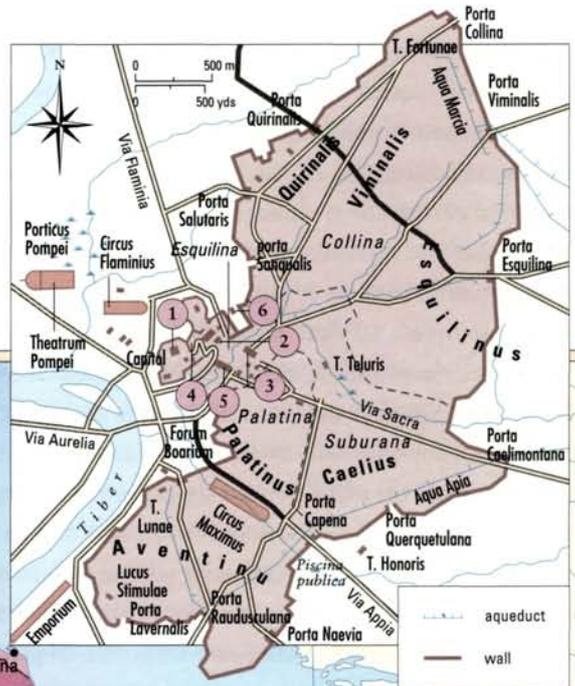 Porta
Collina
T. Fortunae
N
0 500 m
0 500 yds
Aqua Marcia
Porta
Viminalis
Porta
Quirinalis
Via Flaminia
Quirinalis
Viminalis
Porta
Salutaris
Porticus
Pompei
Circus
Flaminius
Esquilina
porta
Sanqualis
Collina
Esquilinus
Porta
Esquilina
1
6
2
Theatrum
Pompei
Capitol
T. Teluris
4
5
3
Palatina
Via Sacra
Via Aurelia
Forum
Boarium
Palatinus
Suburana
Caelius
Porta
Caelimontana
Tiber
T.
Lunae
Circus
Maximus
Porta
Capena
Aqua Apia
Porta
Querquetulana
Aventinu
Piscina
publica
T. Honoris
Lucus
Stimulae
Porta
Lavernalis
Porta
Raudusculana
Via Appia
Emporium
Porta Naevia
aqueduct
wall
na